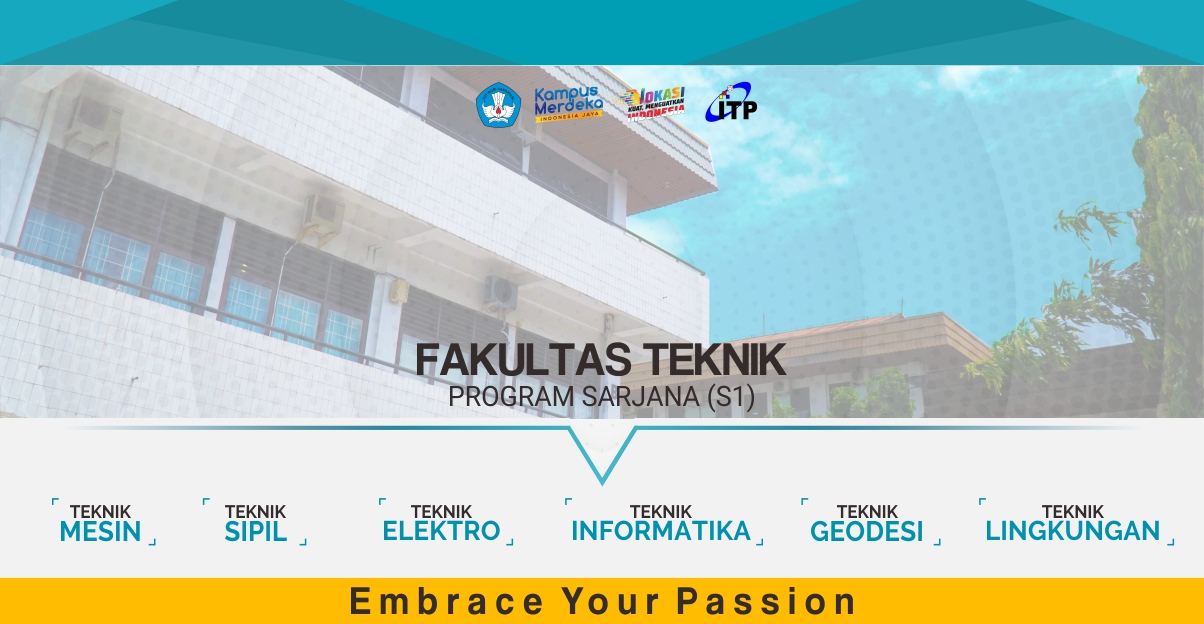 Kampus
Merdeka
INDONESIA JAYA
VOKASI
KUAT, MENGUATKAN
INDONESIA
ITP
FAKULTAS TEKNIK
PROGRAM SARJANA (S1)
TEKNIK
MESIN
TEKNIK
SIPIL
TEKNIK
ELEKTRO
TEKNIK
INFORMATIKA
TEKNIK
GEODESI
TEKNIK
LINGKUNGAN
Embrace Your Passion